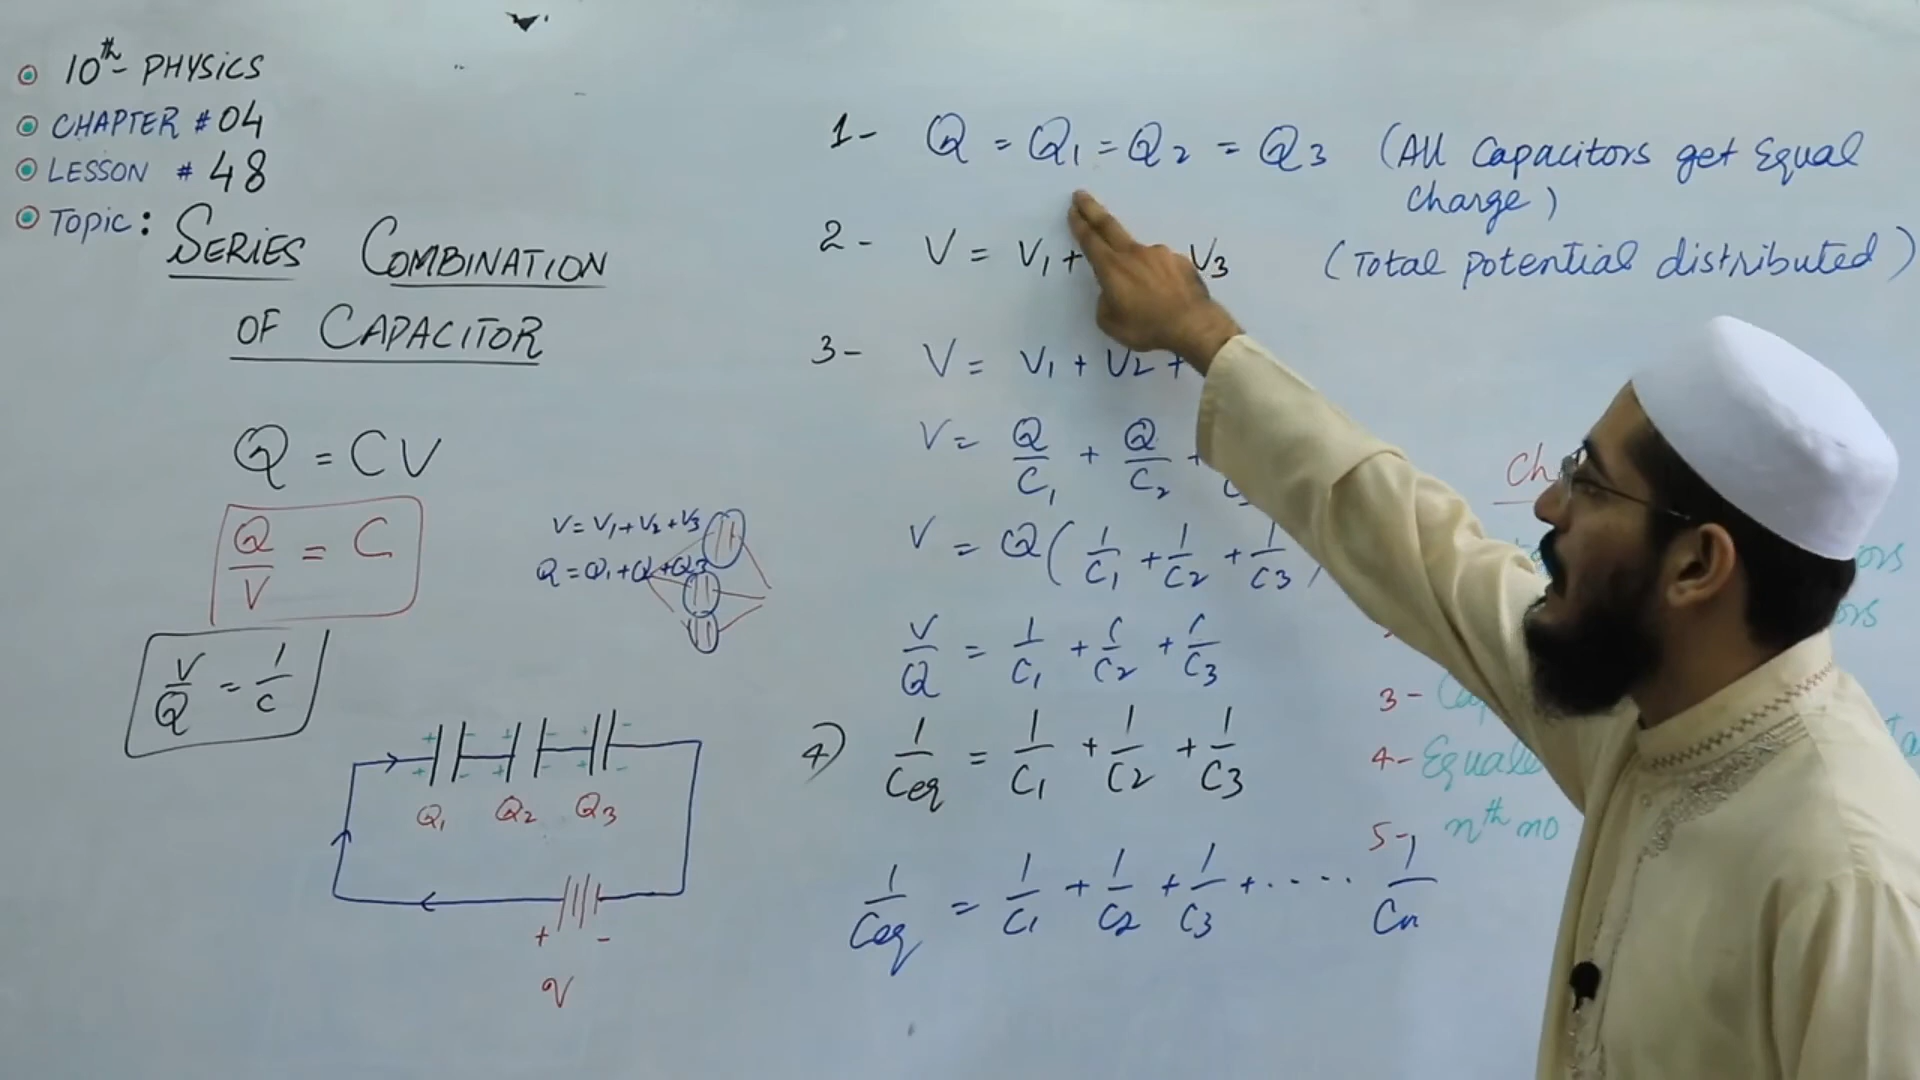 10th - PHYSICS
CHAPTER # 04
LESSON # 48
Topic: SERIES COMBINATION
OF CAPACITOR
Q = CV
Q/V = C
V/Q = 1/C
V = V1 + V2 + V3
Q = Q1 + Q + Q3
+ - + - + -
+ - + - + -
Q1 Q2 Q3
+ -
V
1- Q = Q1 = Q2 = Q3 (All Capacitors get Equal
charge)
2- V = V1 + V3 (Total potential distributed)
3- V = V1 + V2 +
V = Q/C1 + Q/C2 +
V = Q(1/C1 + 1/C2 + 1/C3
V/Q = 1/C1 + 1/C2 + 1/C3
4) 1/Ceq = 1/C1 + 1/C2 + 1/C3
1/Ceq = 1/C1 + 1/C2 + 1/C3 + .... 1/Cn
Ch
ors
ors
3-
4- Equale
5- nth no